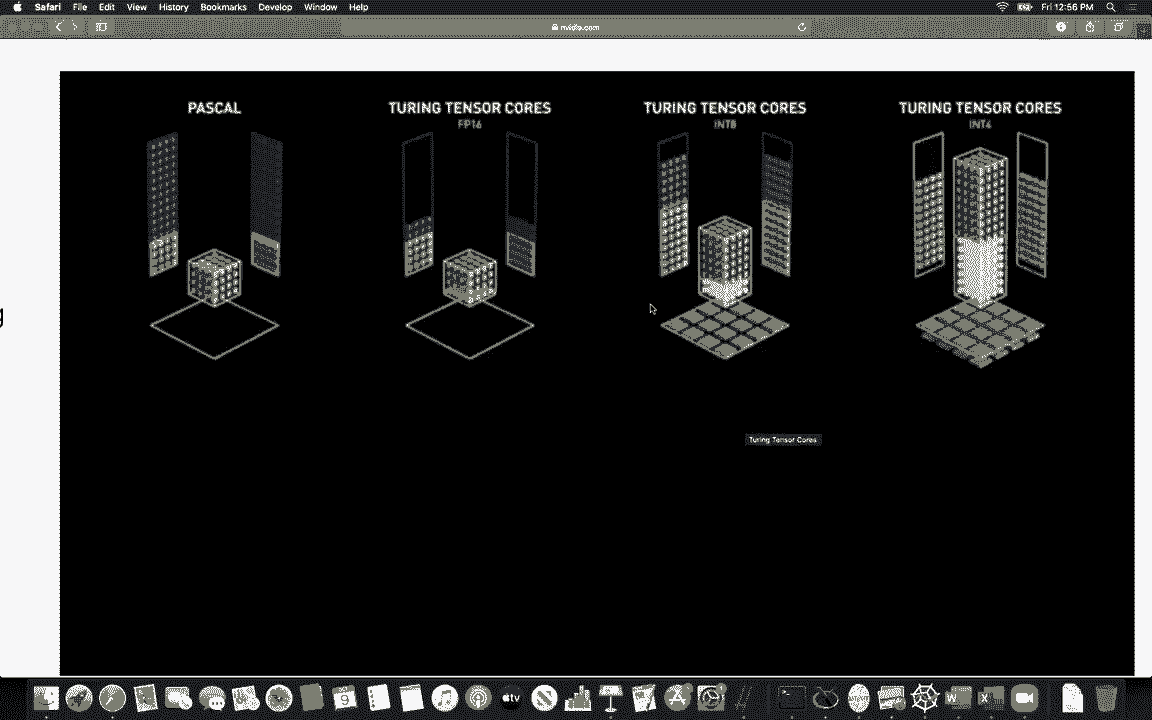 Safari File Edit View History Bookmarks Develop Window Help
Fri 12:56 PM
nvidia.com
PASCAL
TURING TENSOR CORES
FP16
TURING TENSOR CORES
INT8
TURING TENSOR CORES
INT4
g
Turing Tensor Cores
9
tv
W
X